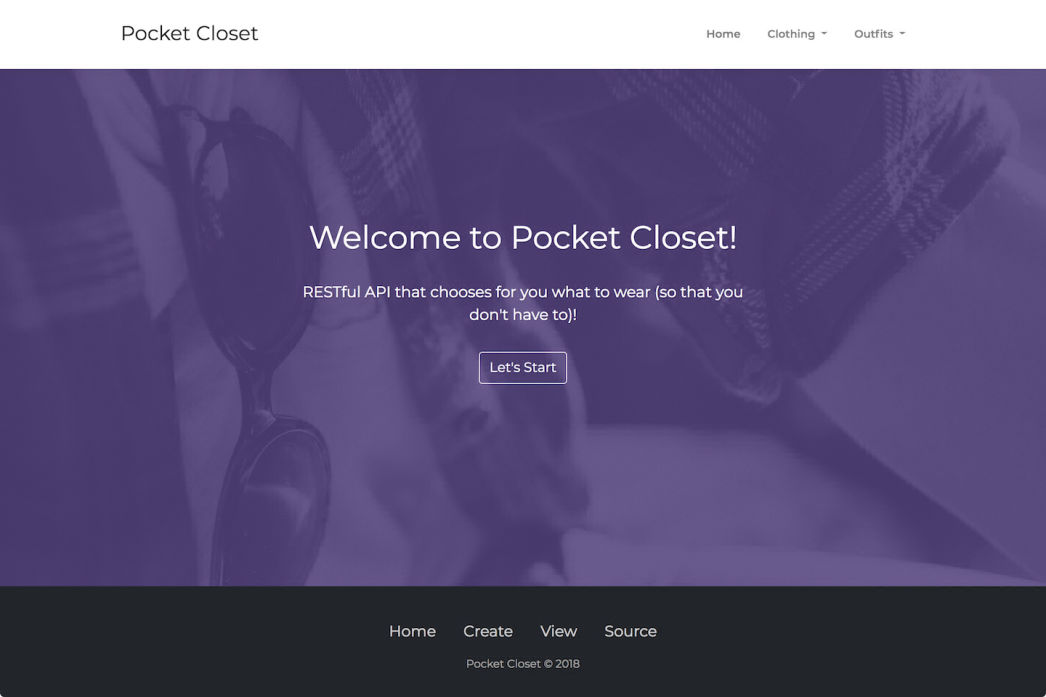 Pocket Closet
Home Clothing Outfits
Welcome to Pocket Closet!
RESTful API that chooses for you what to wear (so that you
don't have to)!
Let's Start
Home Create View Source
Pocket Closet © 2018